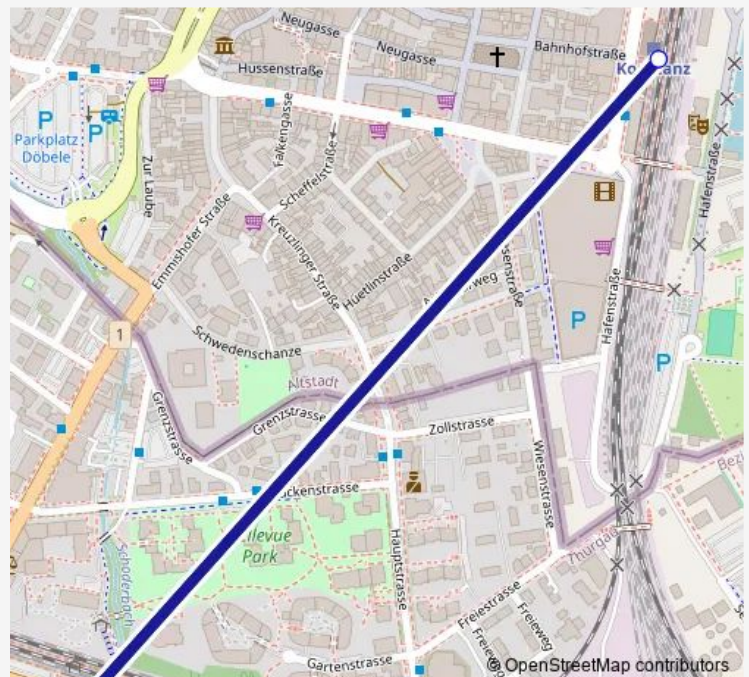 Neugasse
Neugasse
Bahnhofstraße
Hussenstraße
P
P
Parkplatz
Döbele
Falkengasse
Scheffelstraße
Zur Laube
Hafenstraße
Emmishofer Straße
Kreuzlinger Straße
Hüetlinstraße
Hafenstraße
Schwedenschanze
P
P
1
Altstadt
Grenzstrasse
Grenzstrasse
Zollstrasse
Wiesenstrasse
Hauptstrasse
Park
Schoderbach
Freiestrasse
Freieweg
Gartenstrasse
© OpenStreetMap contributors